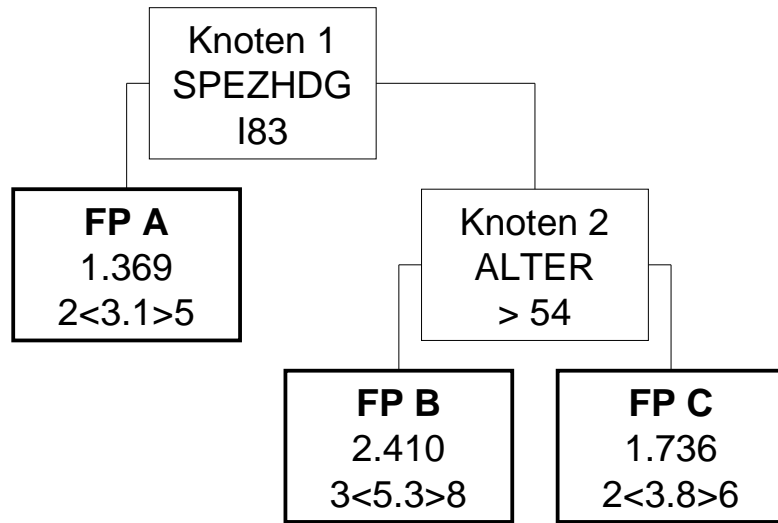 Knoten 1
SPEZHDG
I83
FP A
1.369
2<3.1>5
Knoten 2
ALTER
> 54
FP B
2.410
3<5.3>8
FP C
1.736
2<3.8>6